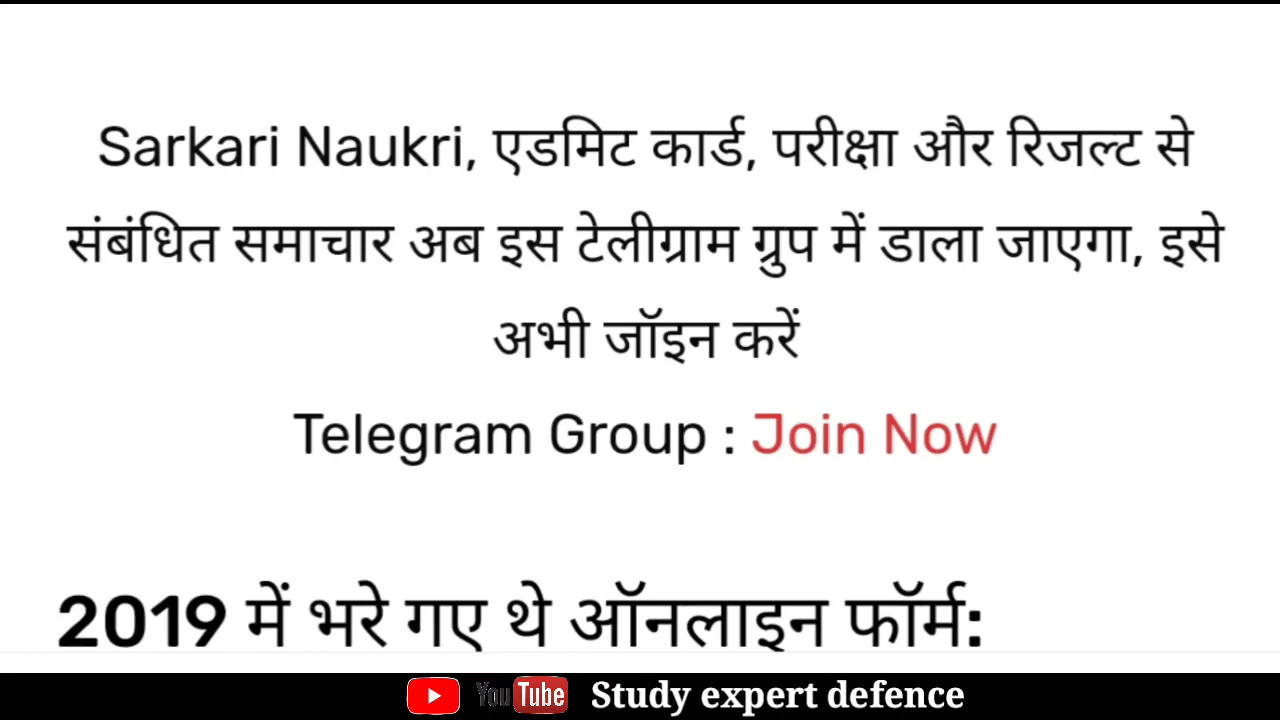 Sarkari Naukri, एडमिट कार्ड, परीक्षा और रिजल्ट से
संबंधित समाचार अब इस टेलीग्राम ग्रुप में डाला जाएगा, इसे
अभी जॉइन करें
Telegram Group : Join Now
2019 में भरे गए थे ऑनलाइन फॉर्म:
YouTube Study expert defence